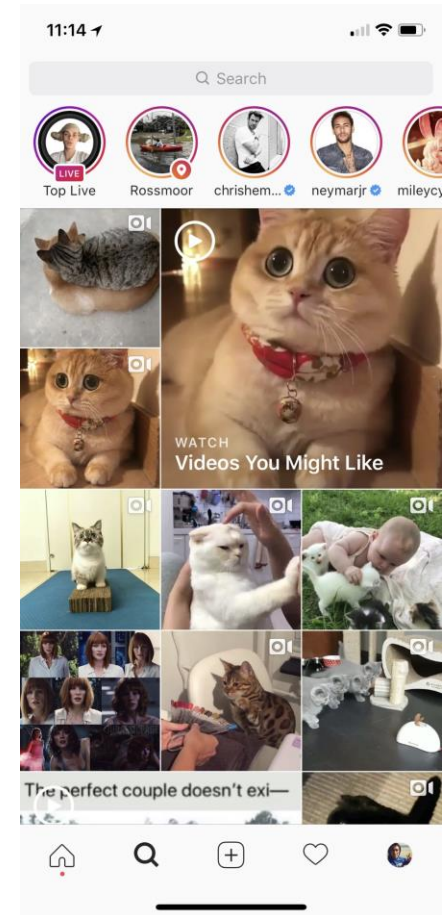 11:14
Search
LIVE
Top Live
Rossmoor
chrishem...
neymarjr
mileycy
WATCH
Videos You Might Like
The perfect couple doesn't exi—